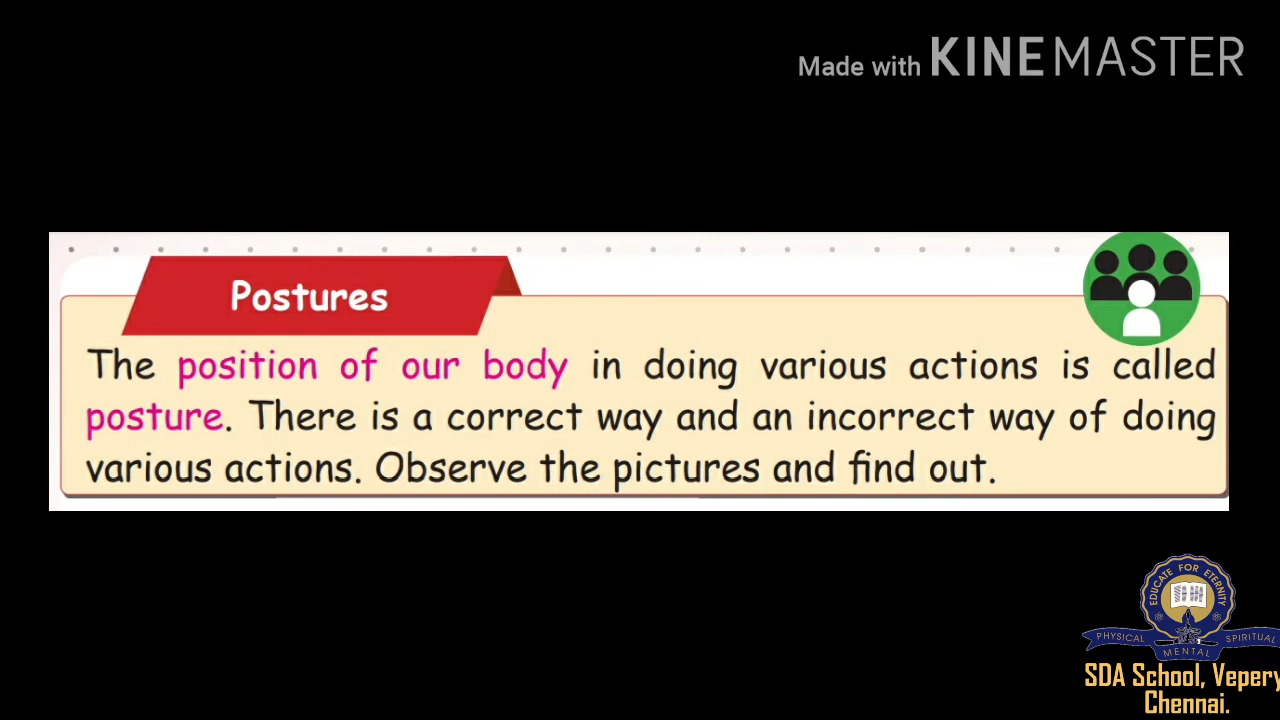 Made with KINEMASTER
Postures
The position of our body in doing various actions is called
posture. There is a correct way and an incorrect way of doing
various actions. Observe the pictures and find out.
EDUCATE FOR ETERNITY
PHYSICAL MENTAL SPIRITUAL
SDA School, Vepery
Chennai.